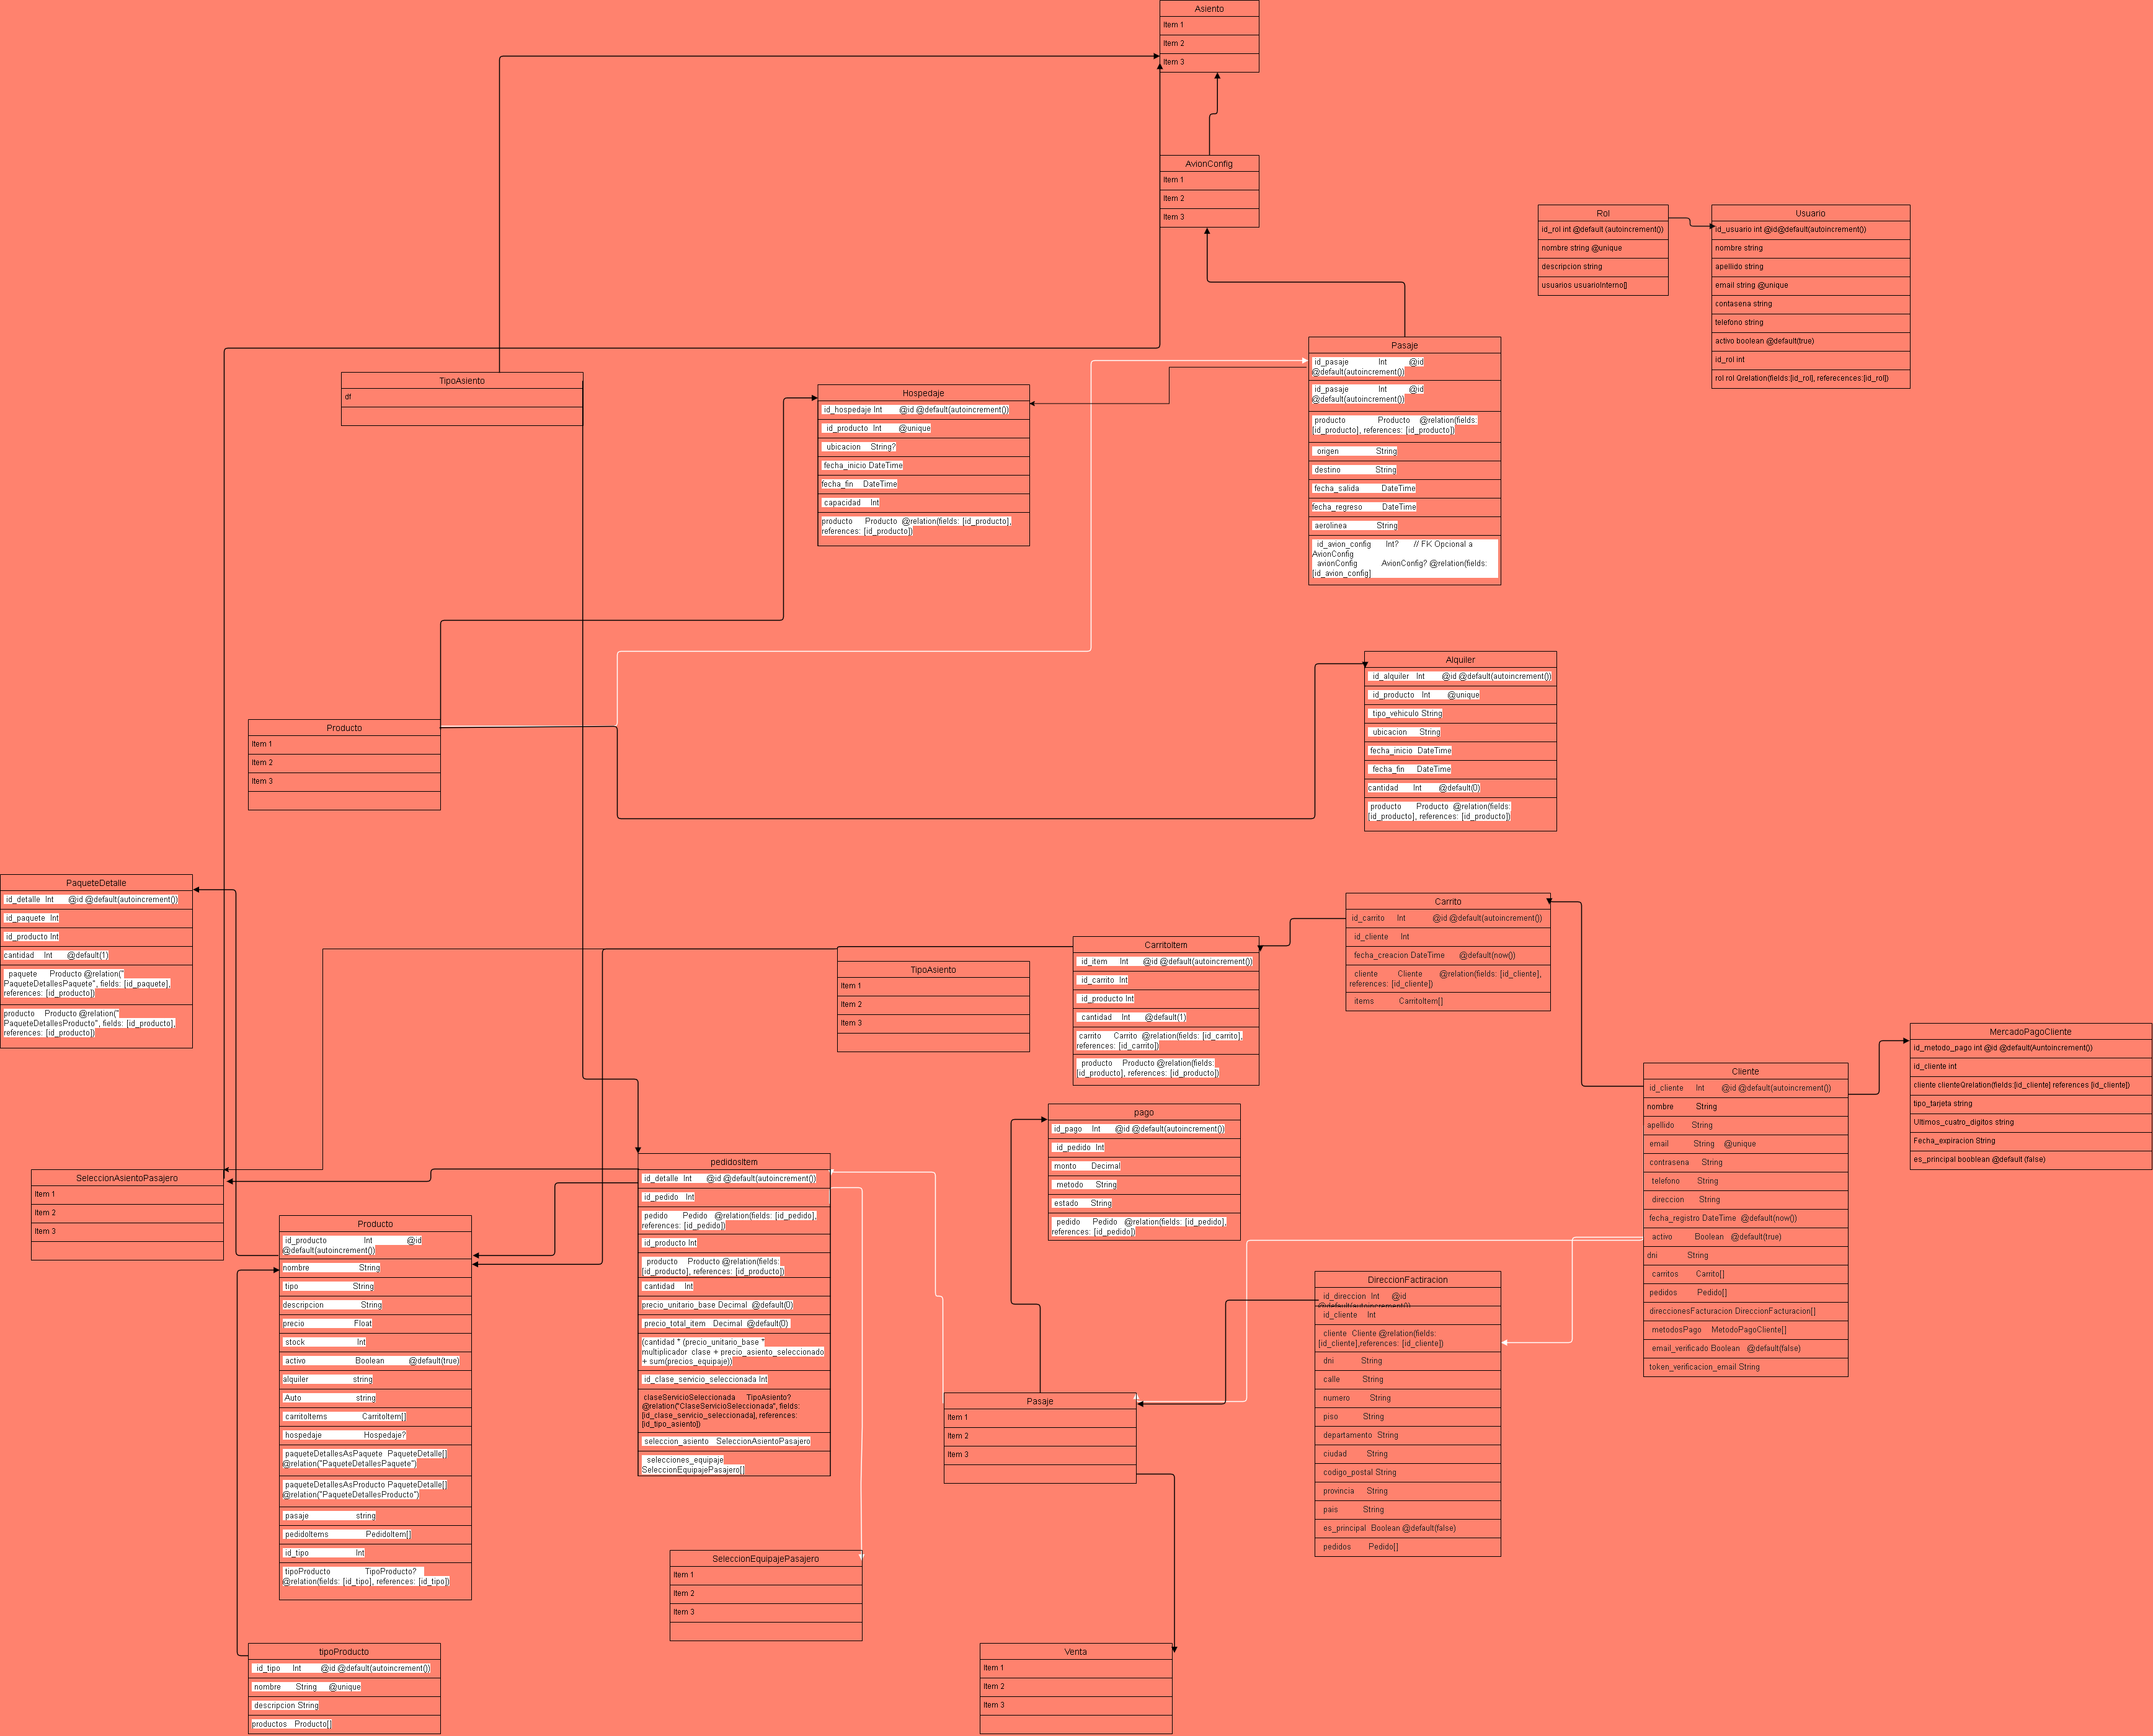 Asiento
Item 1
Item 2
Item 3
AvionConfig
Item 1
Item 2
Item 3
Rol
id_rol int @default (autoincrement())
nombre string @unique
descripcion string
usuarios usuarioInterno[]
Usuario
id_usuario int @id@default(autoincrement())
nombre string
apellido string
email string @unique
contasena string
telefono string
activo boolean @default(true)
id_rol int
rol rol Qrelation(fields:[id_rol], referecences:[id_rol])
Pasaje
id_pasaje Int @id
@default(autoincrement())
id_pasaje Int @id
@default(autoincrement())
producto Producto @relation(fields:
[id_producto], references: [id_producto])
origen String
destino String
fecha_salida DateTime
fecha_regreso DateTime
aerolinea String
id_avion_config Int? // FK Opcional a
AvionConfig
avionConfig AvionConfig? @relation(fields:
[id_avion_config]
TipoAsiento
df
Hospedaje
id_hospedaje Int @id @default(autoincrement())
id_producto Int @unique
ubicacion String?
fecha_inicio DateTime
fecha_fin DateTime
capacidad Int
producto Producto @relation(fields: [id_producto],
references: [id_producto])
Alquiler
id_alquiler Int @id @default(autoincrement())
id_producto Int @unique
tipo_vehiculo String
ubicacion String
fecha_inicio DateTime
fecha_fin DateTime
cantidad Int @default(0)
producto Producto @relation(fields:
[id_producto], references: [id_producto])
Producto
Item 1
Item 2
Item 3
PaqueteDetalle
id_detalle Int @id @default(autoincrement())
id_paquete Int
id_producto Int
cantidad Int @default(1)
paquete Producto @relation("
PaqueteDetallesPaquete", fields: [id_paquete],
references: [id_producto])
producto Producto @relation("
PaqueteDetallesProducto", fields: [id_producto],
references: [id_producto])
Carrito
id_carrito Int @id @default(autoincrement())
id_cliente Int
fecha_creacion DateTime @default(now())
cliente Cliente @relation(fields: [id_cliente],
references: [id_cliente])
items CarritoItem[]
CarritoItem
id_item Int @id @default(autoincrement())
id_carrito Int
id_producto Int
cantidad Int @default(1)
carrito Carrito @relation(fields: [id_carrito],
references: [id_carrito])
producto Producto @relation(fields:
[id_producto], references: [id_producto])
TipoAsiento
Item 1
Item 2
Item 3
MercadoPagoCliente
id_metodo_pago int @id @default(Auntoincrement())
id_cliente int
cliente clienteQrelation(fields:[id_cliente] references [id_cliente])
tipo_tarjeta string
Ultimos_cuatro_digitos string
Fecha_expiracion String
es_principal booblean @default (false)
Cliente
id_cliente Int @id @default(autoincrement())
nombre String
apellido String
email String @unique
contrasena String
telefono String
direccion String
fecha_registro DateTime @default(now())
activo Boolean @default(true)
dni String
carritos Carrito[]
pedidos Pedido[]
direccionesFacturacion DireccionFacturacion[]
metodosPago MetodoPagoCliente[]
email_verificado Boolean @default(false)
token_verificacion_email String
pago
id_pago Int @id @default(autoincrement())
id_pedido Int
monto Decimal
metodo String
estado String
pedido Pedido @relation(fields: [id_pedido],
references: [id_pedido])
SeleccionAsientoPasajero
Item 1
Item 2
Item 3
pedidosItem
id_detalle Int @id @default(autoincrement())
id_pedido Int
pedido Pedido @relation(fields: [id_pedido],
references: [id_pedido])
id_producto Int
producto Producto @relation(fields:
[id_producto], references: [id_producto])
cantidad Int
precio_unitario_base Decimal @default(0)
precio_total_item Decimal @default(0)
(cantidad * (precio_unitario_base *
multiplicador clase + precio_asiento_seleccionado
+ sum(precios_equipaje))
id_clase_servicio_seleccionada Int
claseServicioSeleccionada TipoAsiento?
@relation("ClaseServicioSeleccionada", fields:
[id_clase_servicio_seleccionada], references:
[id_tipo_asiento])
seleccion_asiento SeleccionAsientoPasajero
selecciones_equipaje
SeleccionEquipajePasajero[]
Producto
id_producto Int @id
@default(autoincrement())
nombre String
tipo String
descripcion String
precio Float
stock Int
activo Boolean @default(true)
alquiler string
Auto string
carritoItems CarritoItem[]
hospedaje Hospedaje?
paqueteDetallesAsPaquete PaqueteDetalle[]
@relation("PaqueteDetallesPaquete")
paqueteDetallesAsProducto PaqueteDetalle[]
@relation("PaqueteDetallesProducto")
pasaje string
pedidoItems PedidoItem[]
id_tipo Int
tipoProducto TipoProducto?
@relation(fields: [id_tipo], references: [id_tipo])
DireccionFactiracion
id_direccion Int @id
@default(autoincrement())
id_cliente Int
cliente Cliente @relation(fields:
[id_cliente],references: [id_cliente])
dni String
calle String
numero String
piso String
departamento String
ciudad String
codigo_postal String
provincia String
pais String
es_principal Boolean @default(false)
pedidos Pedido[]
Pasaje
Item 1
Item 2
Item 3
SeleccionEquipajePasajero
Item 1
Item 2
Item 3
tipoProducto
id_tipo Int @id @default(autoincrement())
nombre String @unique
descripcion String
productos Producto[]
Venta
Item 1
Item 2
Item 3